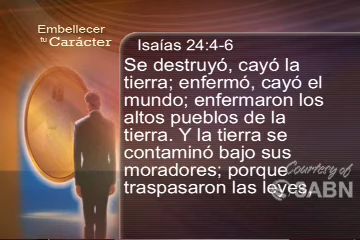 Embellecer
tu Carácter
Isaías 24:4-6
Se destruyó, cayó la
tierra; enfermó, cayó el
mundo; enfermaron los
altos pueblos de la
tierra. Y la tierra se
contaminó bajo sus
moradores; porque
traspasaron las leyes,
Courtesy of
3ABN